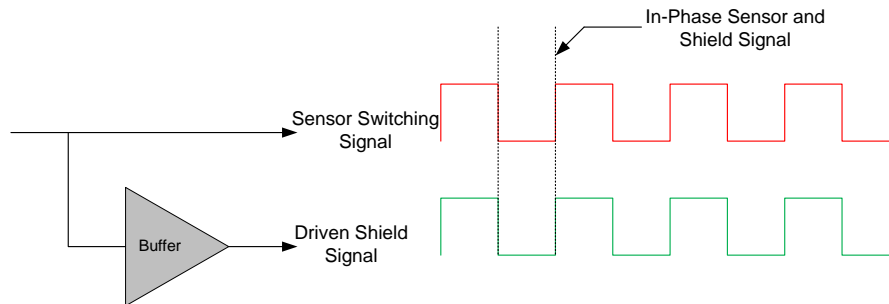 In-Phase Sensor and
Shield Signal
Sensor Switching
Signal
Buffer
Driven Shield
Signal